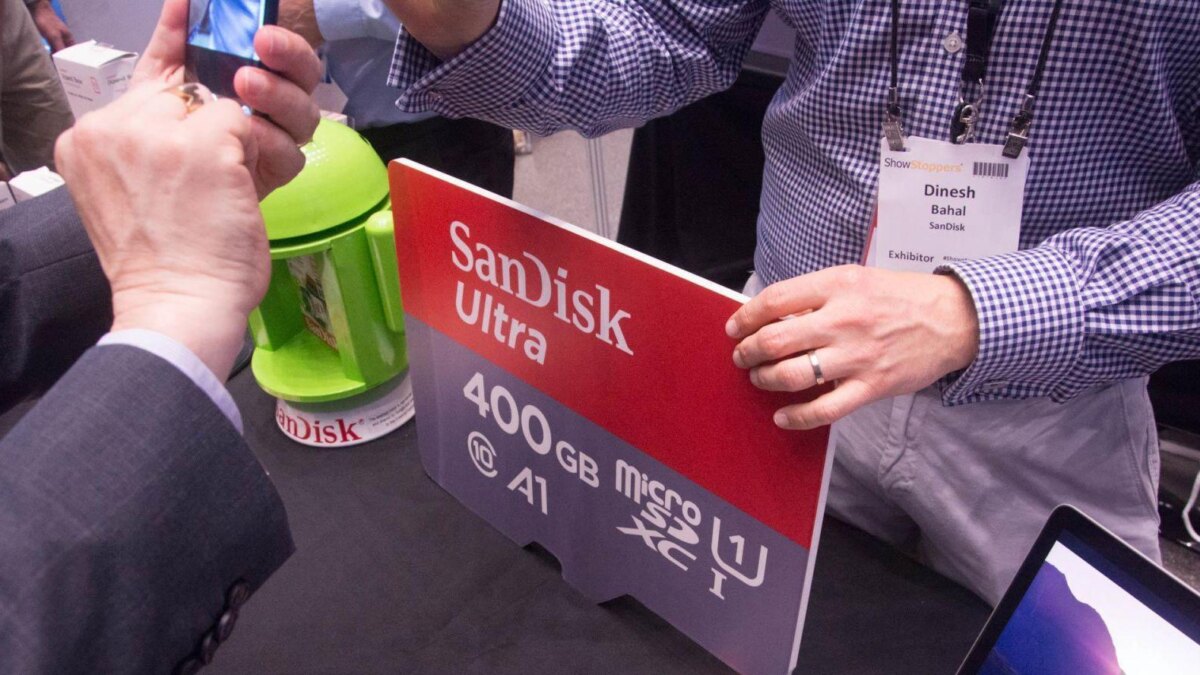 SanDisk
Ultra
400 GB
10
A1
Micro
SD
XC
1
I
SanDisk
ShowStoppers
Dinesh
Bahal
SanDisk
Exhibitor